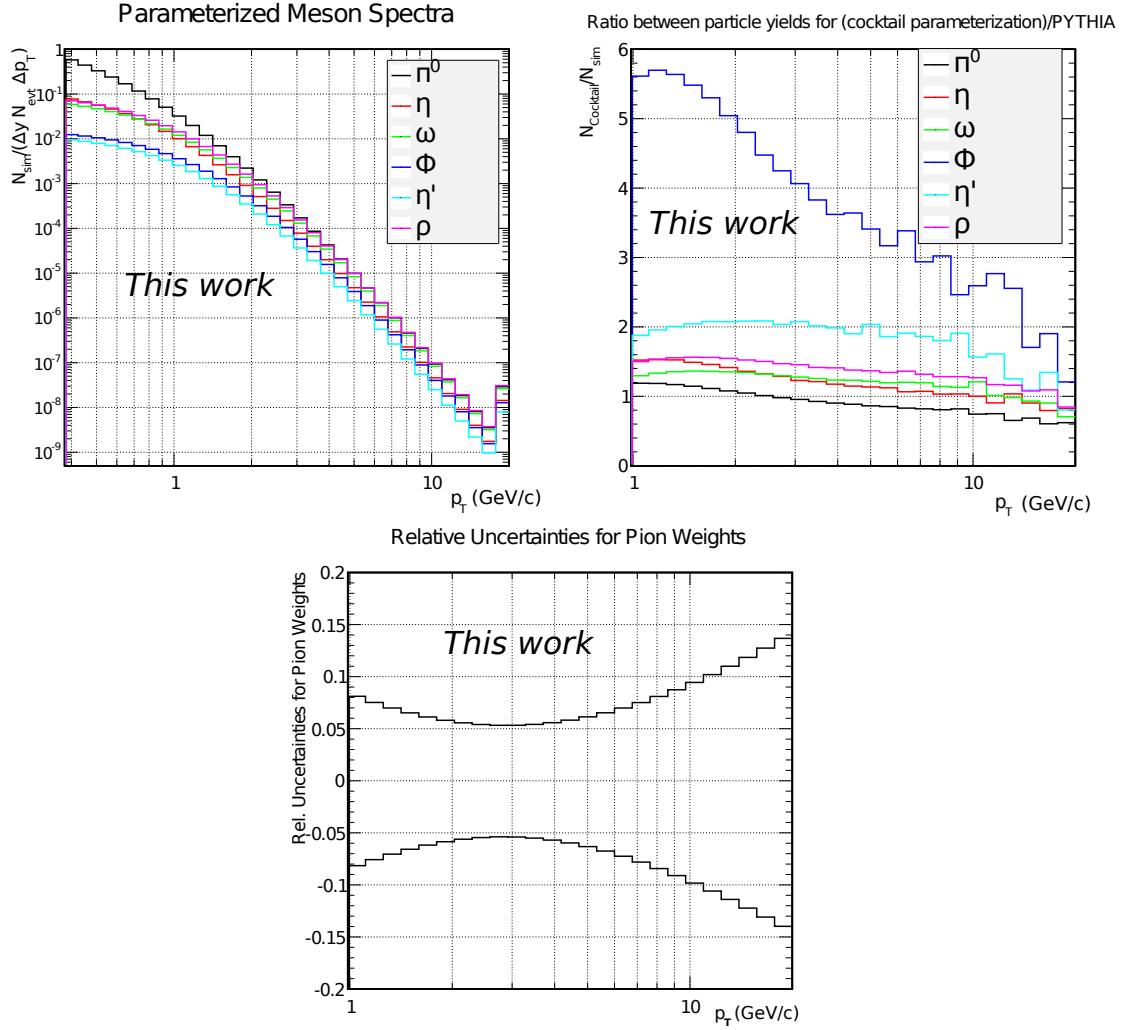 Parameterized Meson Spectra
N_sim/(Δy N_evt Δp_T)
1
10^-1
10^-2
10^-3
10^-4
10^-5
10^-6
10^-7
10^-8
10^-9
π^0
η
ω
Φ
η'
ρ
This work
1
10
p_T (GeV/c)
Ratio between particle yields for (cocktail parameterization)/PYTHIA
N_Cocktail/N_sim
6
5
4
3
2
1
0
π^0
η
ω
Φ
η'
ρ
This work
1
10
p_T (GeV/c)
Relative Uncertainties for Pion Weights
Rel. Uncertainties for Pion Weights
0.2
0.15
0.1
0.05
0
-0.05
-0.1
-0.15
-0.2
This work
1
10
p_T (GeV/c)